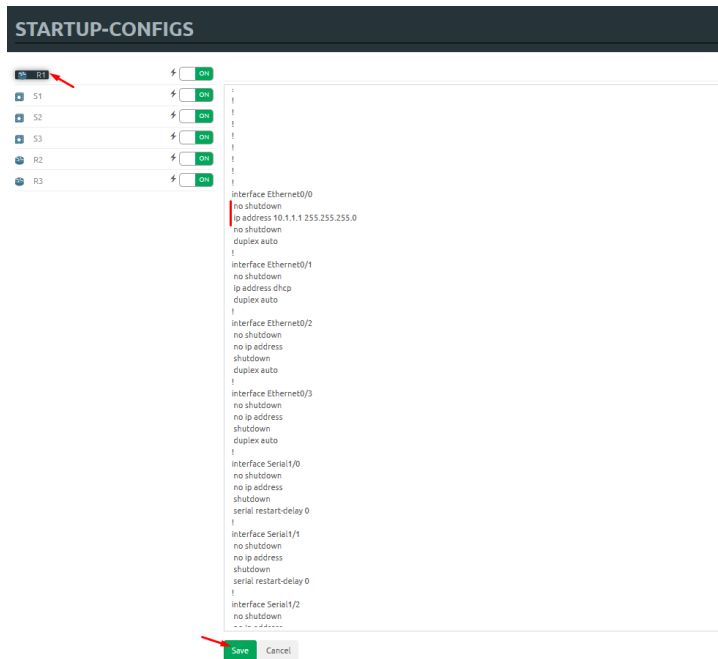 STARTUP-CONFIGS
R1 ON
S1 ON
S2 ON
S3 ON
R2 ON
R3 ON
!
!
!
!
!
!
!
!
interface Ethernet0/0
no shutdown
ip address 10.1.1.1 255.255.255.0
no shutdown
duplex auto
!
interface Ethernet0/1
no shutdown
ip address dhcp
duplex auto
!
interface Ethernet0/2
no shutdown
no ip address
shutdown
duplex auto
!
interface Ethernet0/3
no shutdown
no ip address
shutdown
duplex auto
!
interface Serial1/0
no shutdown
no ip address
shutdown
serial restart-delay 0
!
interface Serial1/1
no shutdown
no ip address
shutdown
serial restart-delay 0
!
interface Serial1/2
no shutdown
Save Cancel